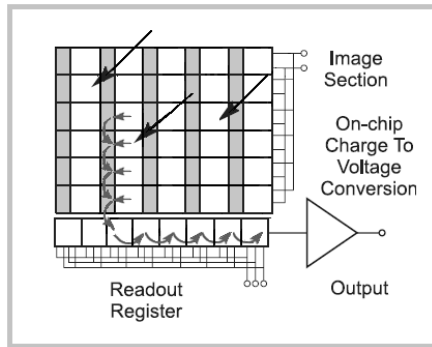 Image
Section
On-chip
Charge To
Voltage
Conversion
Readout
Register
Output